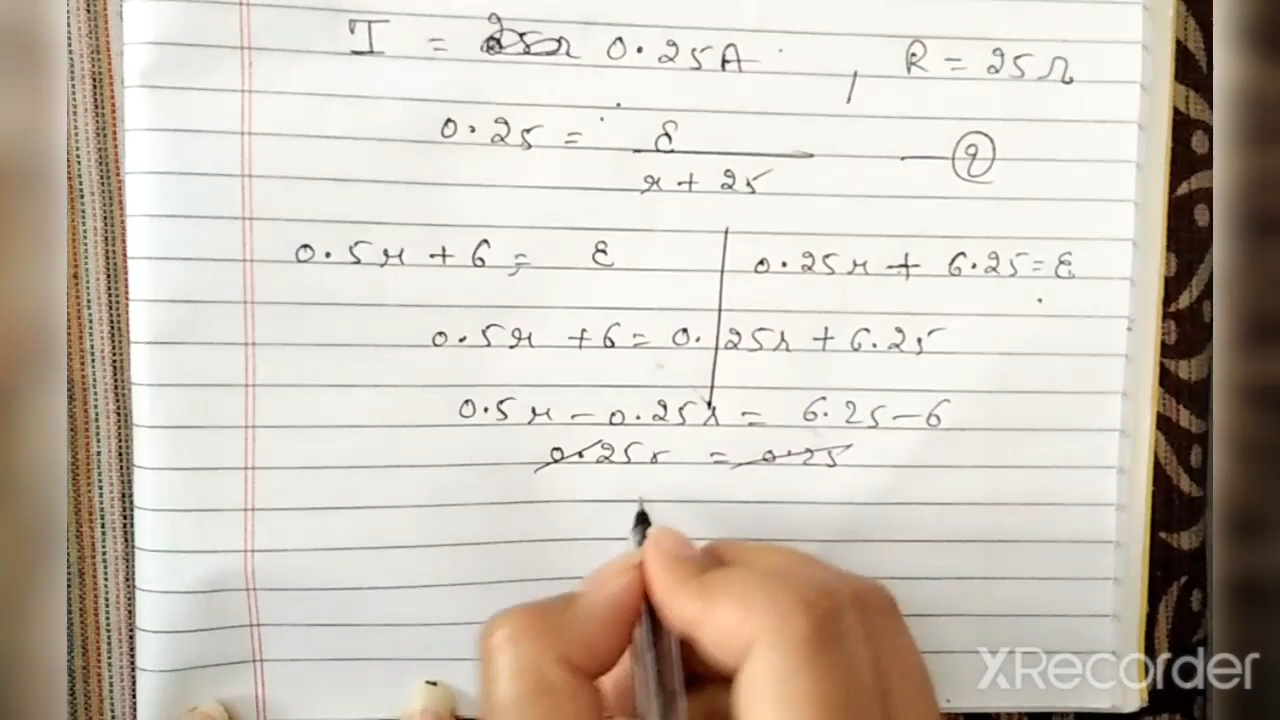 I = 0.25A , R = 25Ω
0.25 = ε / r + 25 — ②
0.5r + 6 = ε | 0.25r + 6.25 = ε
0.5r + 6 = 0.25r + 6.25
0.5r - 0.25r = 6.25 - 6
0.25r = 0.25
XRecorder